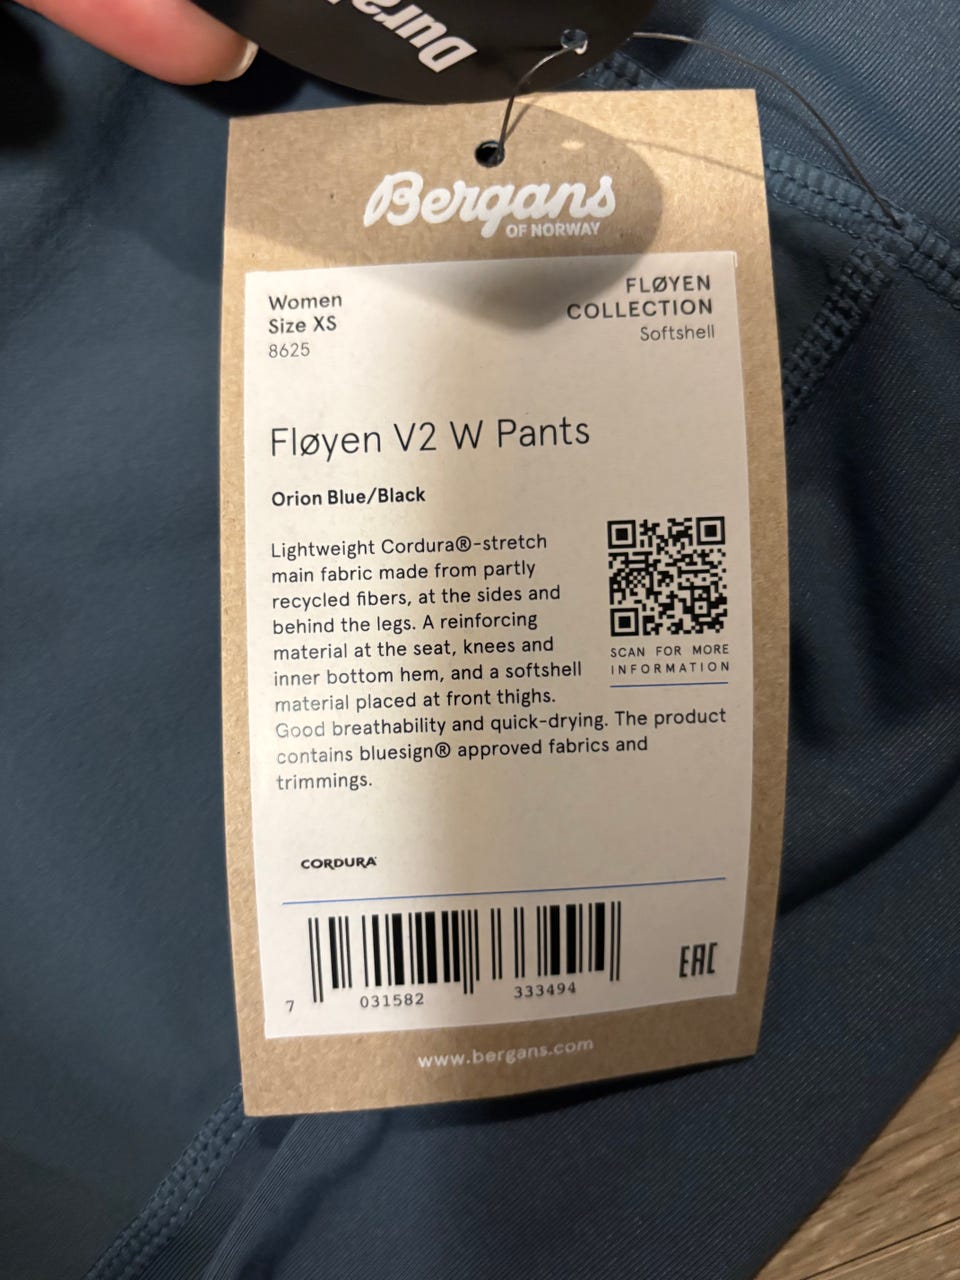 Bergans
OF NORWAY
Women
Size XS
8625
FLØYEN
COLLECTION
Softshell
Fløyen V2 W Pants
Orion Blue/Black
Lightweight Cordura®-stretch
main fabric made from partly
recycled fibers, at the sides and
behind the legs. A reinforcing
material at the seat, knees and
inner bottom hem, and a softshell
material placed at front thighs.
Good breathability and quick-drying. The product
contains bluesign® approved fabrics and
trimmings.
SCAN FOR MORE
INFORMATION
CORDURA
7 031582 333494
EAC
www.bergans.com